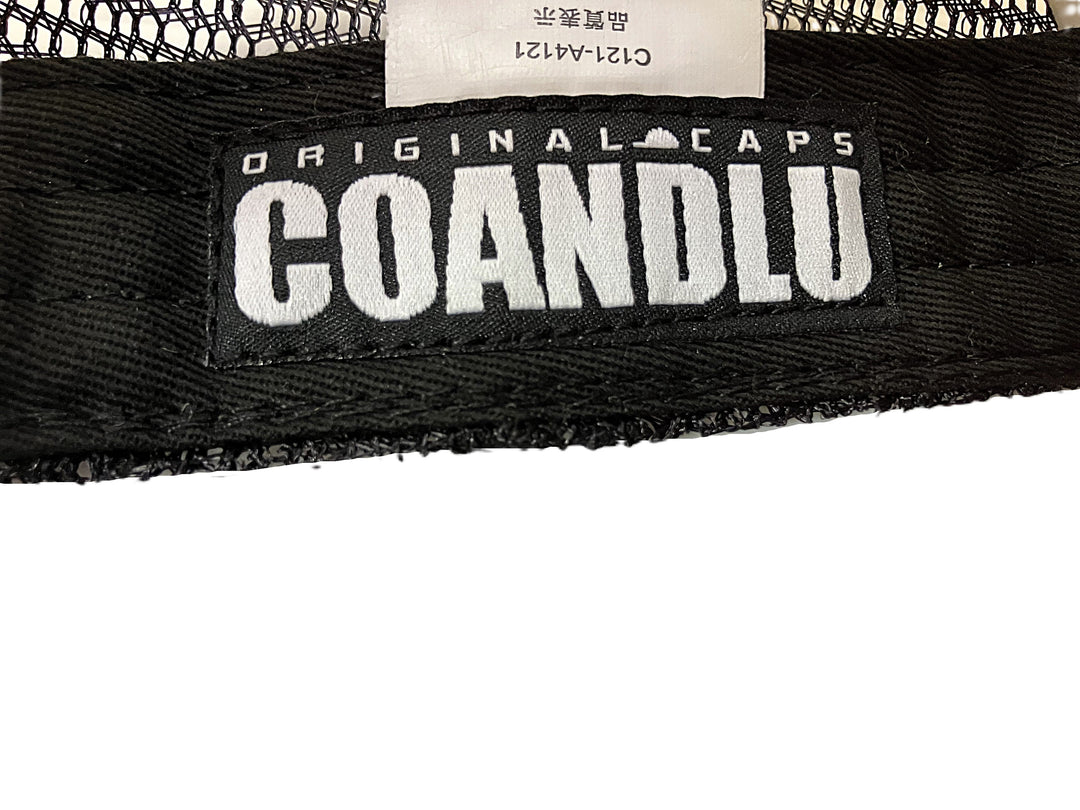 品質表示
C121-A4121
ORIGINAL CAPS
COANDLU